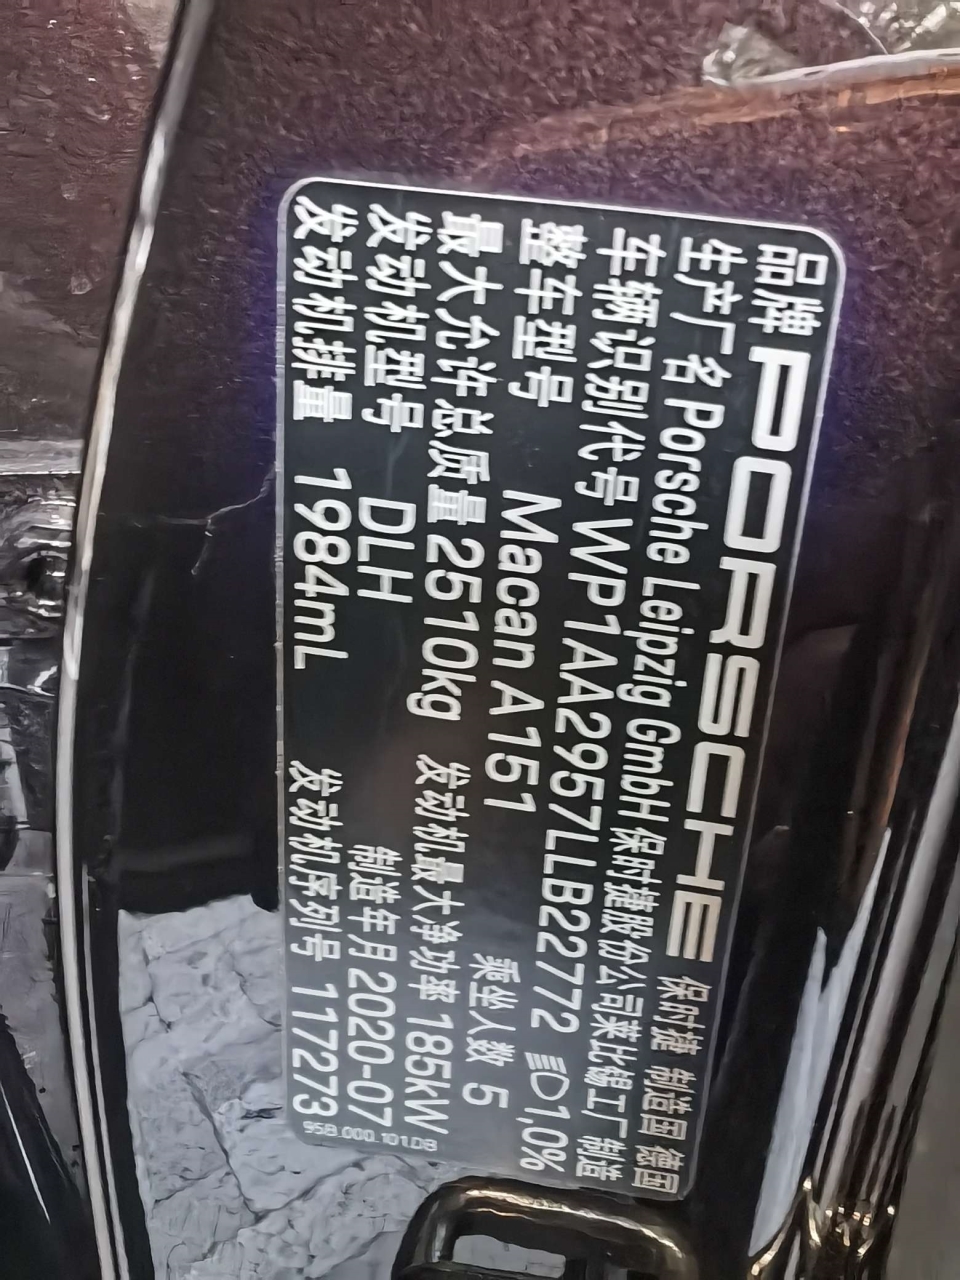 品牌 PORSCHE 保时捷 制造国 德国
生产厂名 Porsche Leipzig GmbH 保时捷股份公司莱比锡工厂 制造
车辆识别代号 WP1AA2957LLB22772 1,0%
整车型号 Macan A151 乘坐人数 5
最大允许总质量 2510kg 发动机最大净功率 185kW
发动机型号 DLH 制造年月 2020-07
发动机排量 1984mL 发动机序列号 117273
95B.000.101.DB